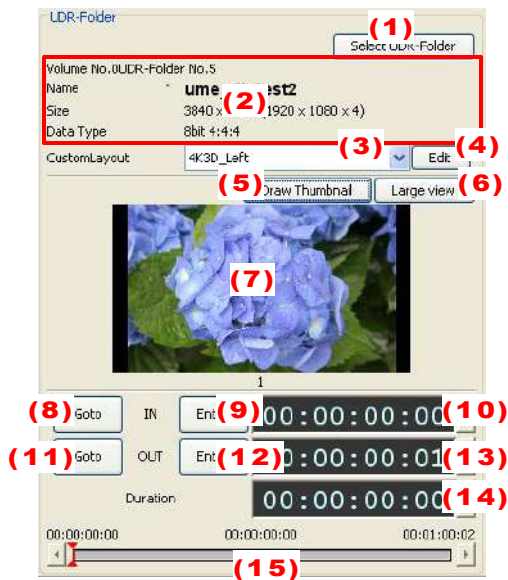 UDR-Folder
(1)
Select UDR-Folder
Volume No.0UDR-Folder No.5
Name
Size 3840 x (2) 1920 x 1080 x 4)
Data Type 8bit 4:4:4
CustomLayout 4K3D_Left (3) Edit (4)
(5) Draw Thumbnail Large view (6)
(7)
1
(8) Goto IN (9) 00:00:00:00 (10)
(11) Goto OUT (12) :00:00:01 (13)
Duration 00:00:00:00 (14)
00:00:00:00 00:00:00:00 00:01:00:02
(15)